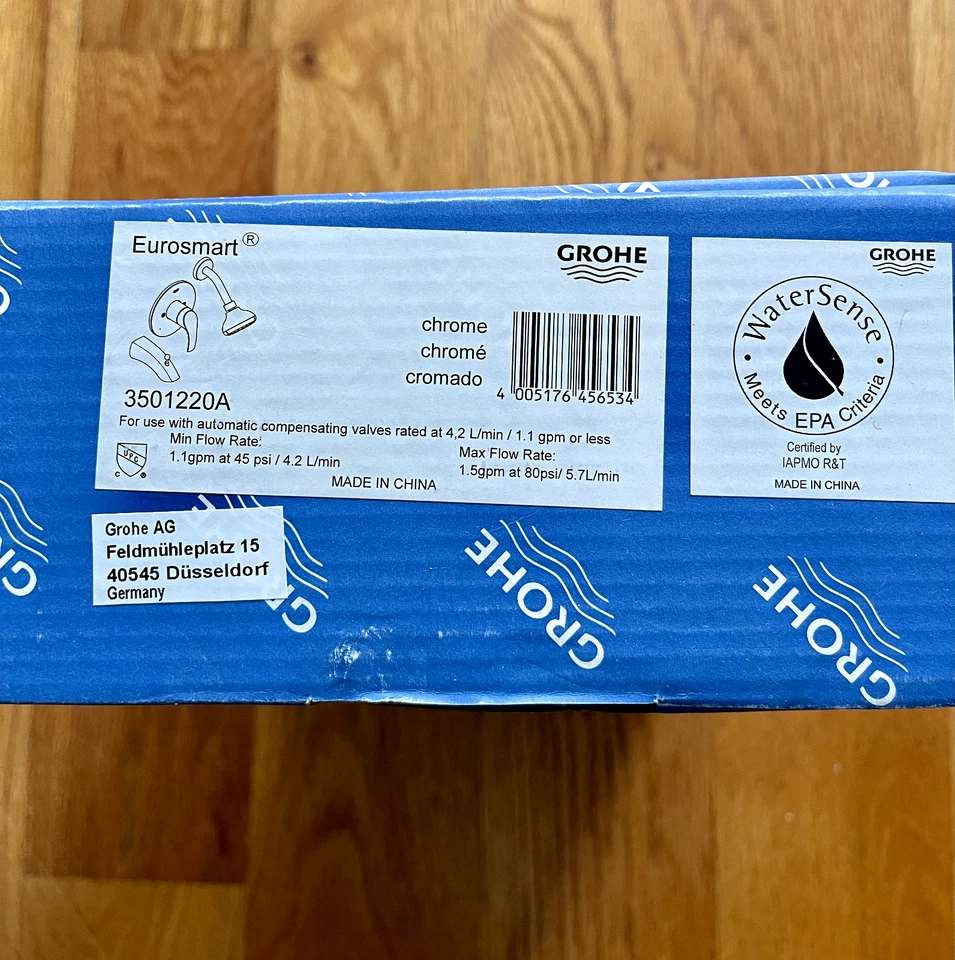 Eurosmart®
GROHE
chrome
chromé
cromado
4 005176 456534
3501220A
For use with automatic compensating valves rated at 4,2 L/min / 1.1 gpm or less
Min Flow Rate:
1.1gpm at 45 psi / 4.2 L/min
Max Flow Rate:
1.5gpm at 80psi/ 5.7L/min
UPC
C ®
MADE IN CHINA
GROHE
WaterSense
Meets EPA Criteria
Certified by
IAPMO R&T
MADE IN CHINA
Grohe AG
Feldmühleplatz 15
40545 Düsseldorf
Germany
GROHE
GROHE